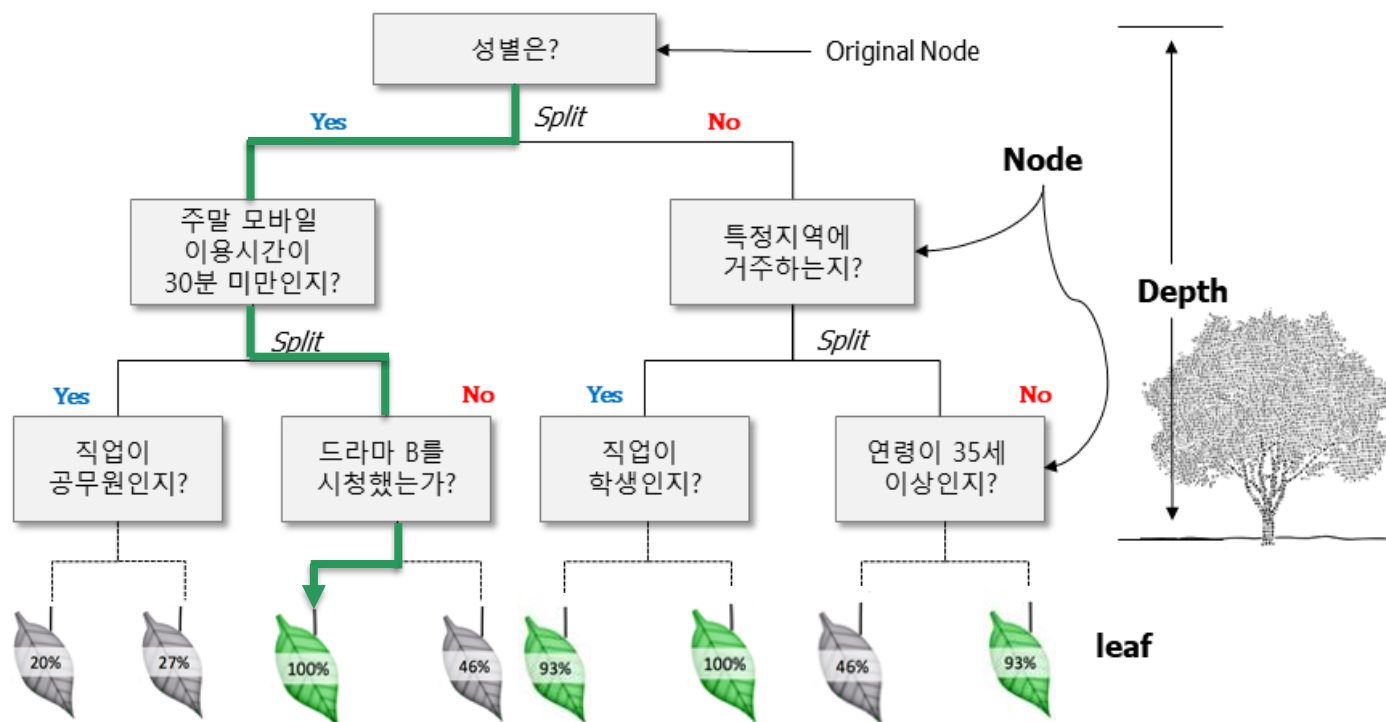 성별은?
Original Node
Yes
Split
No
Node
주말 모바일
이용시간이
30분 미만인지?
특정지역에
거주하는지?
Depth
Split
Split
Yes
No
Yes
No
직업이
공무원인지?
드라마 B를
시청했는가?
직업이
학생인지?
연령이 35세
이상인지?
20%
27%
100%
46%
93%
100%
46%
93%
leaf